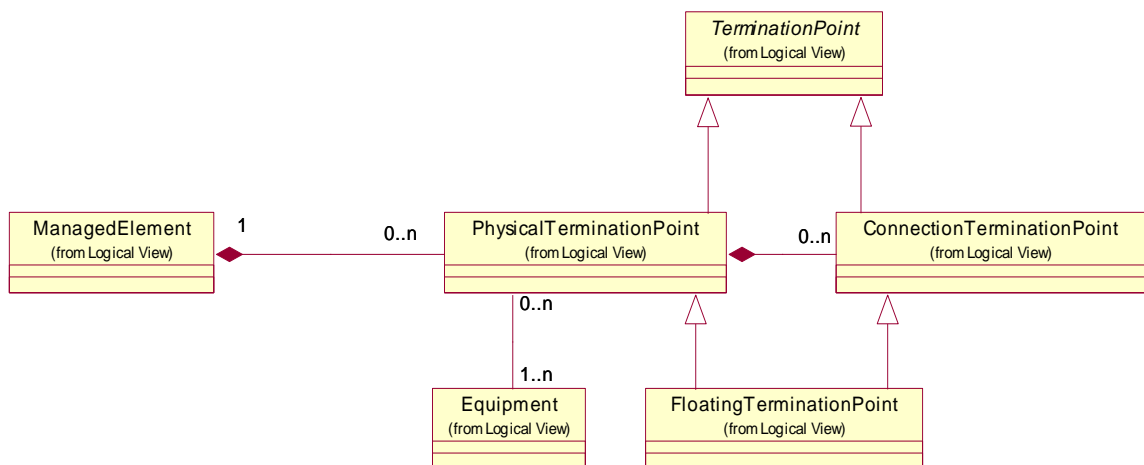 TerminationPoint
(from Logical View)
ManagedElement
(from Logical View)
1
0..n
PhysicalTerminationPoint
(from Logical View)
0..n
ConnectionTerminationPoint
(from Logical View)
0..n
1..n
Equipment
(from Logical View)
FloatingTerminationPoint
(from Logical View)